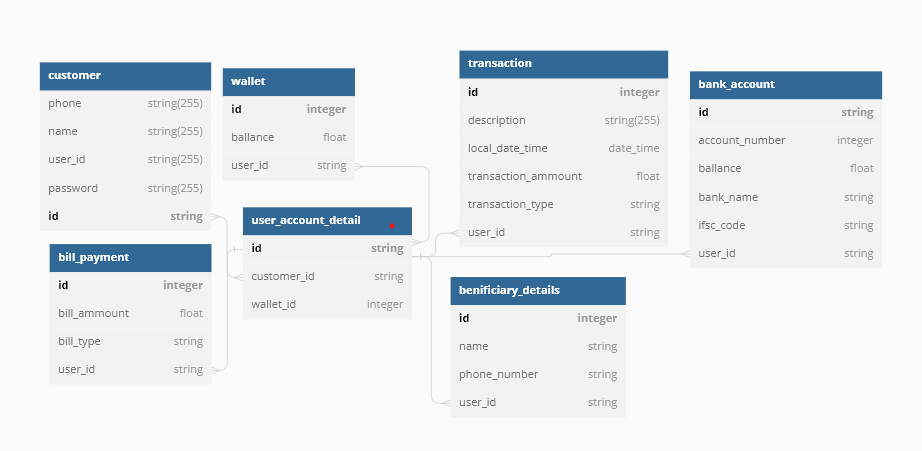 customer
phone string(255)
name string(255)
user_id string(255)
password string(255)
id string
wallet
id integer
ballance float
user_id string
transaction
id integer
description string(255)
local_date_time date_time
transaction_ammount float
transaction_type string
user_id string
bank_account
id string
account_number integer
ballance float
bank_name string
ifsc_code string
user_id string
user_account_detail
id string
customer_id string
wallet_id integer
bill_payment
id integer
bill_ammount float
bill_type string
user_id string
benificiary_details
id integer
name string
phone_number string
user_id string